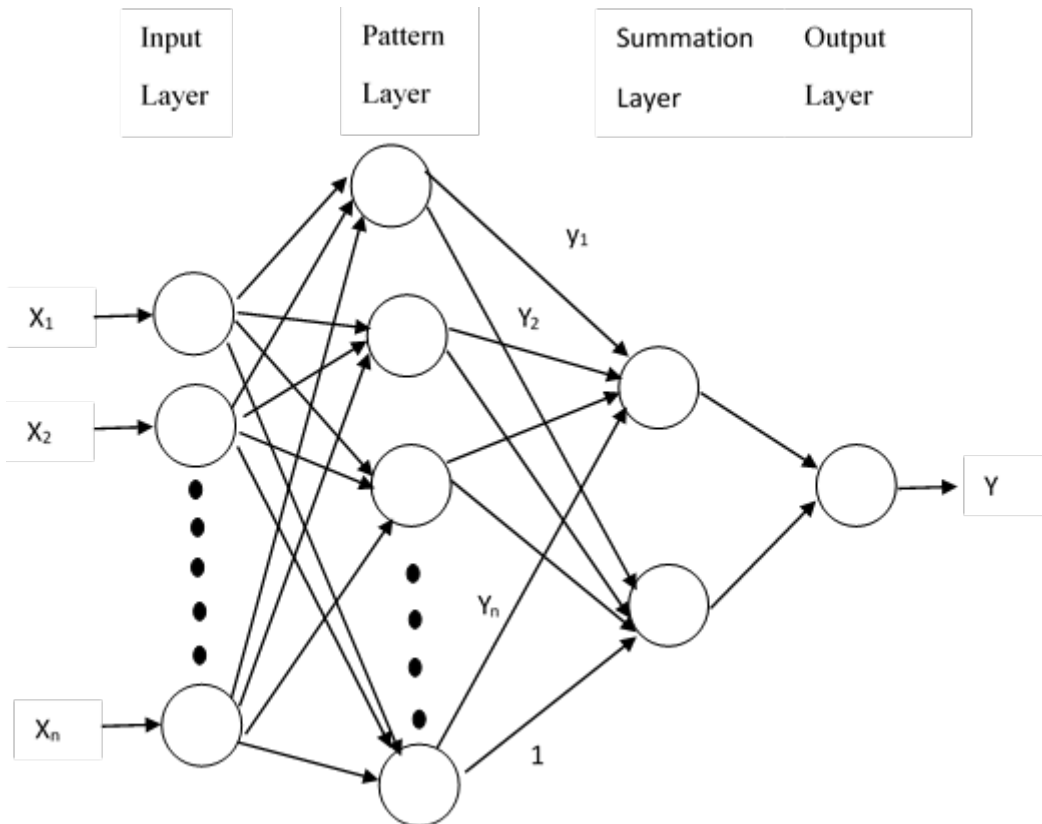 Input
Layer
Pattern
Layer
Summation
Layer
Output
Layer
y₁
X₁
Y₂
X₂
Y
Yₙ
Xₙ
1